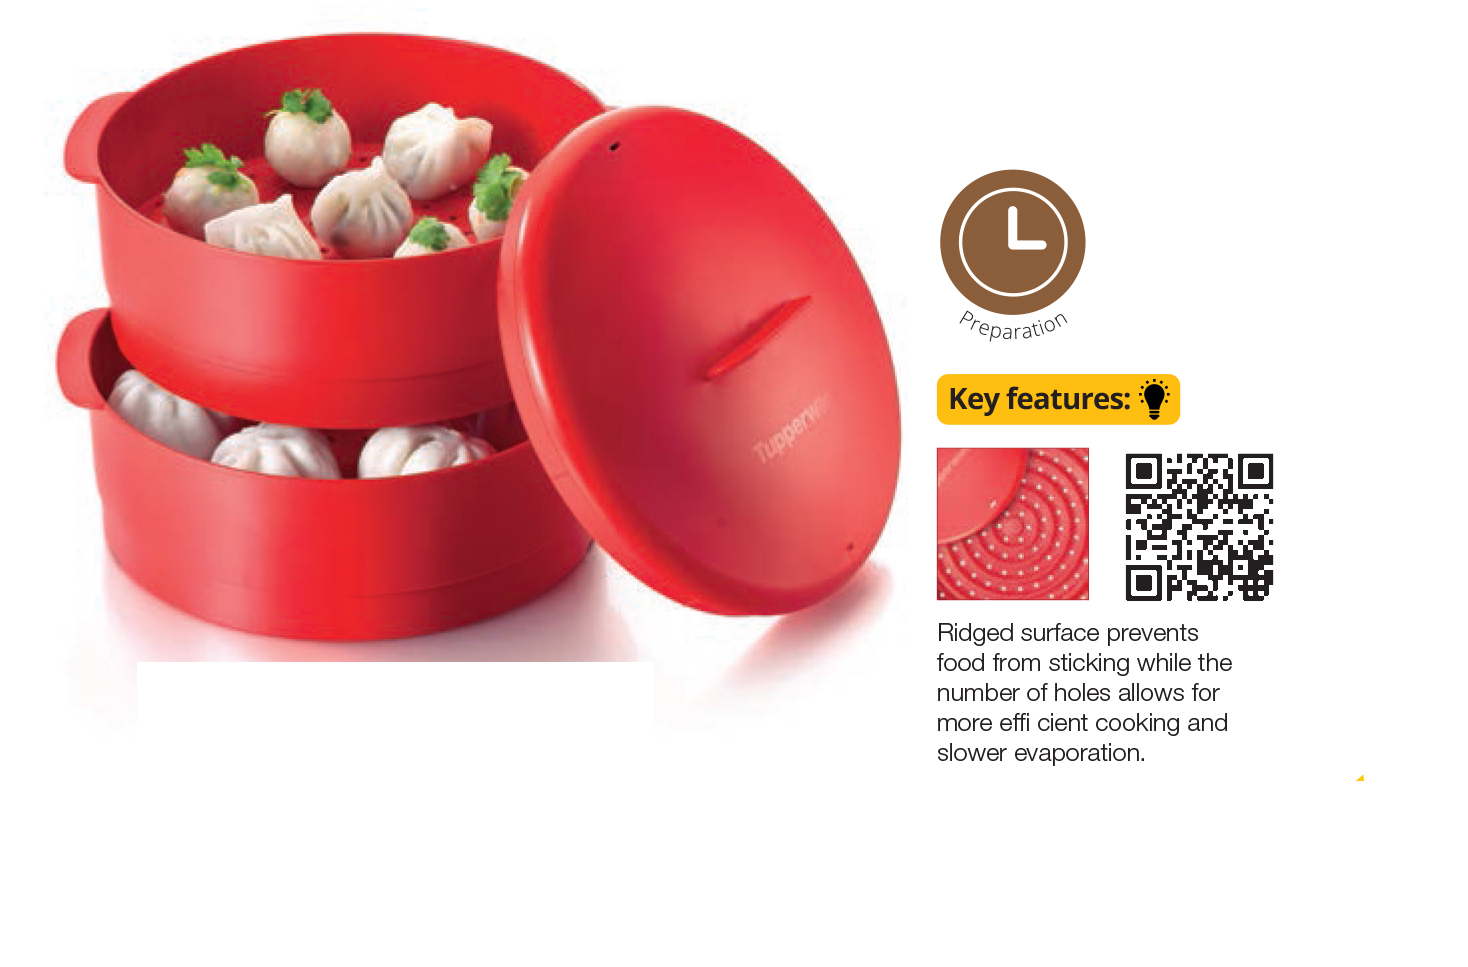 Tupperware
Preparation
Key features:
Ridged surface prevents
food from sticking while the
number of holes allows for
more effi cient cooking and
slower evaporation.